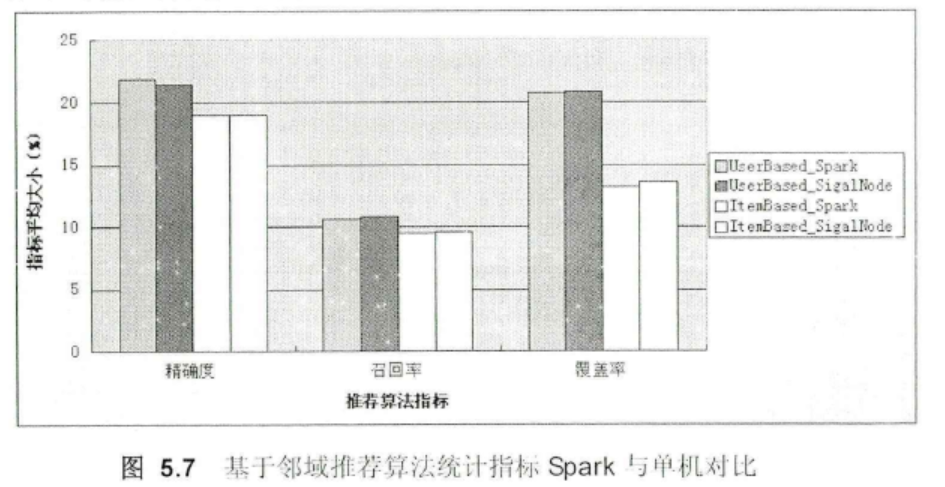 25
20
15
10
5
0
指标平均大小（%）
精确度
召回率
覆盖率
推荐算法指标
UserBased_Spark
UserBased_SigalNode
ItemBased_Spark
ItemBased_SigalNode
图 5.7 基于邻域推荐算法统计指标 Spark 与单机对比